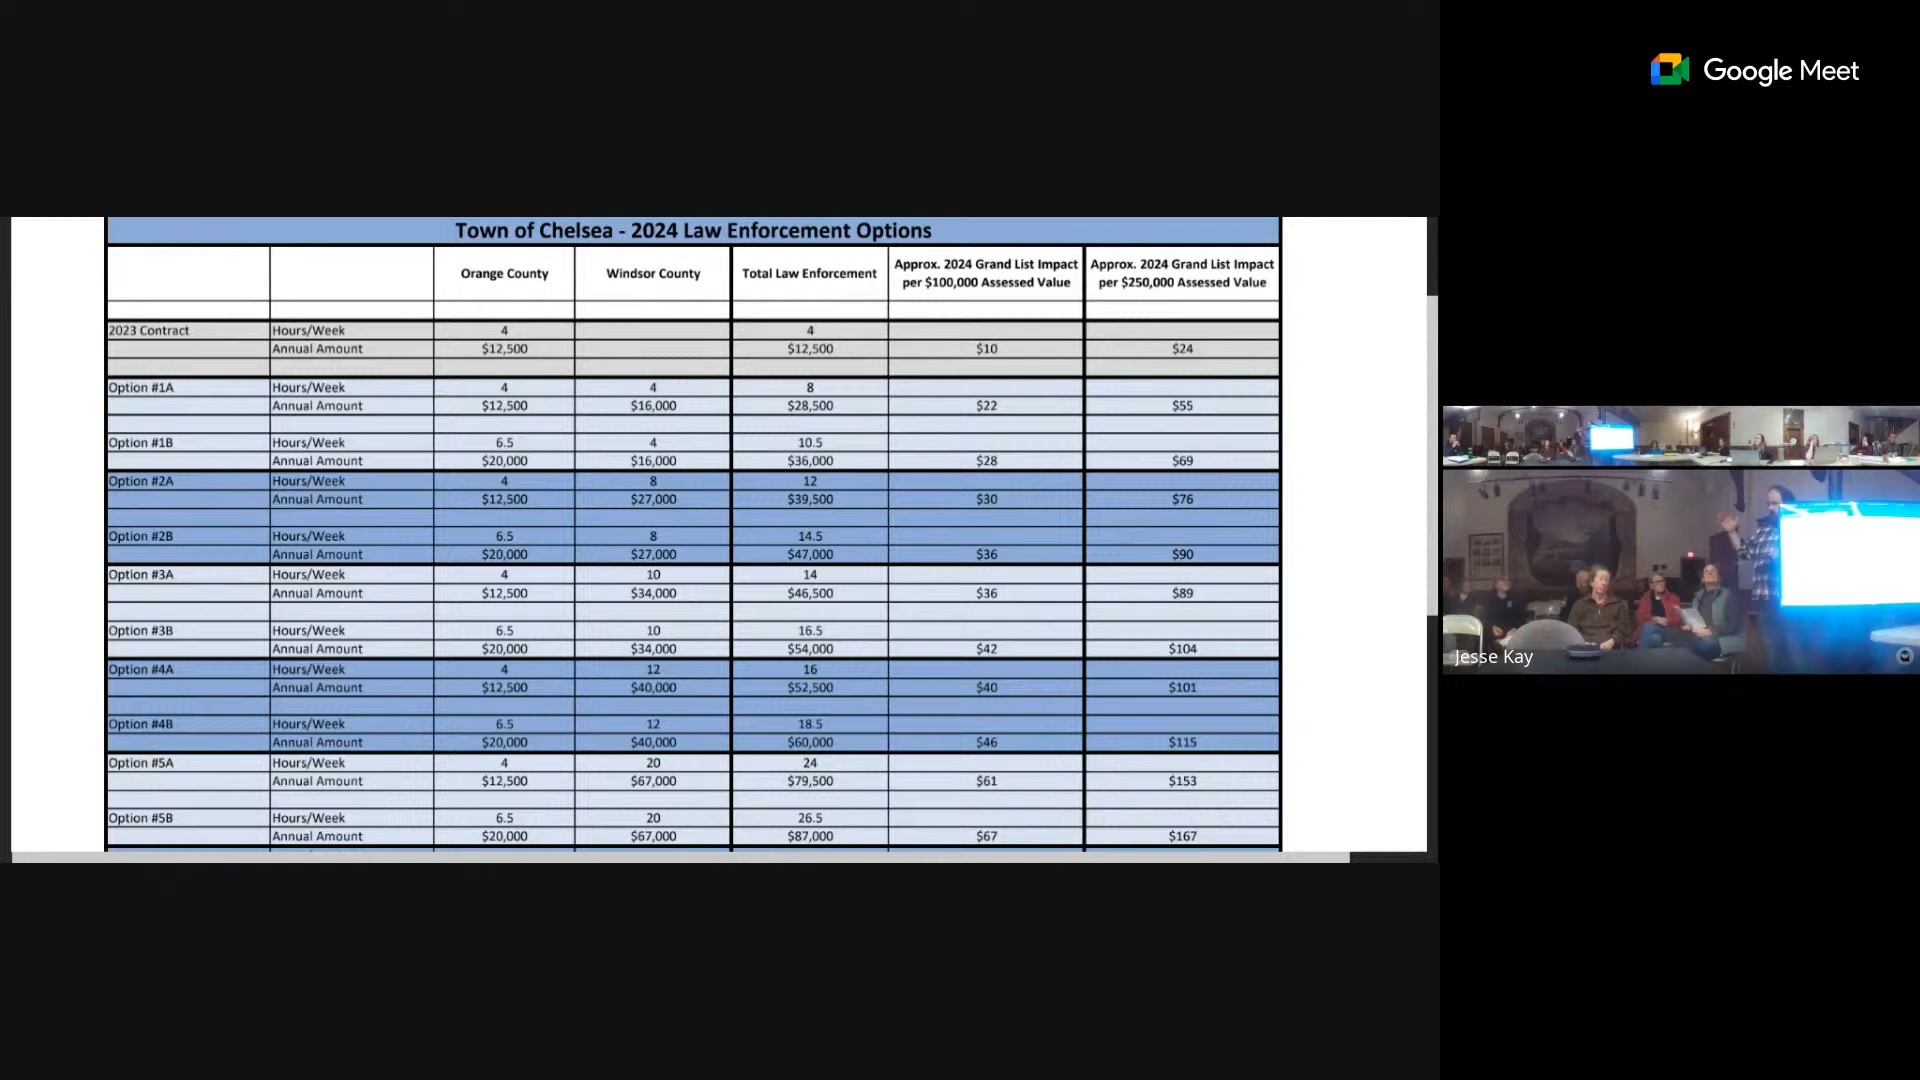 Google Meet
Town of Chelsea - 2024 Law Enforcement Options
Orange County Windsor County Total Law Enforcement Approx. 2024 Grand List Impact per $100,000 Assessed Value Approx. 2024 Grand List Impact per $250,000 Assessed Value
2023 Contract Hours/Week 4 4
Annual Amount $12,500 $12,500 $10 $24
Option #1A Hours/Week 4 4 8
Annual Amount $12,500 $16,000 $28,500 $22 $55
Option #1B Hours/Week 6.5 4 10.5
Annual Amount $20,000 $16,000 $36,000 $28 $69
Option #2A Hours/Week 4 8 12
Annual Amount $12,500 $27,000 $39,500 $30 $76
Option #2B Hours/Week 6.5 8 14.5
Annual Amount $20,000 $27,000 $47,000 $36 $90
Option #3A Hours/Week 4 10 14
Annual Amount $12,500 $34,000 $46,500 $36 $89
Option #3B Hours/Week 6.5 10 16.5
Annual Amount $20,000 $34,000 $54,000 $42 $104
Option #4A Hours/Week 4 12 16
Annual Amount $12,500 $40,000 $52,500 $40 $101
Option #4B Hours/Week 6.5 12 18.5
Annual Amount $20,000 $40,000 $60,000 $46 $115
Option #5A Hours/Week 4 20 24
Annual Amount $12,500 $67,000 $79,500 $61 $153
Option #5B Hours/Week 6.5 20 26.5
Annual Amount $20,000 $67,000 $87,000 $67 $167
Jesse Kay